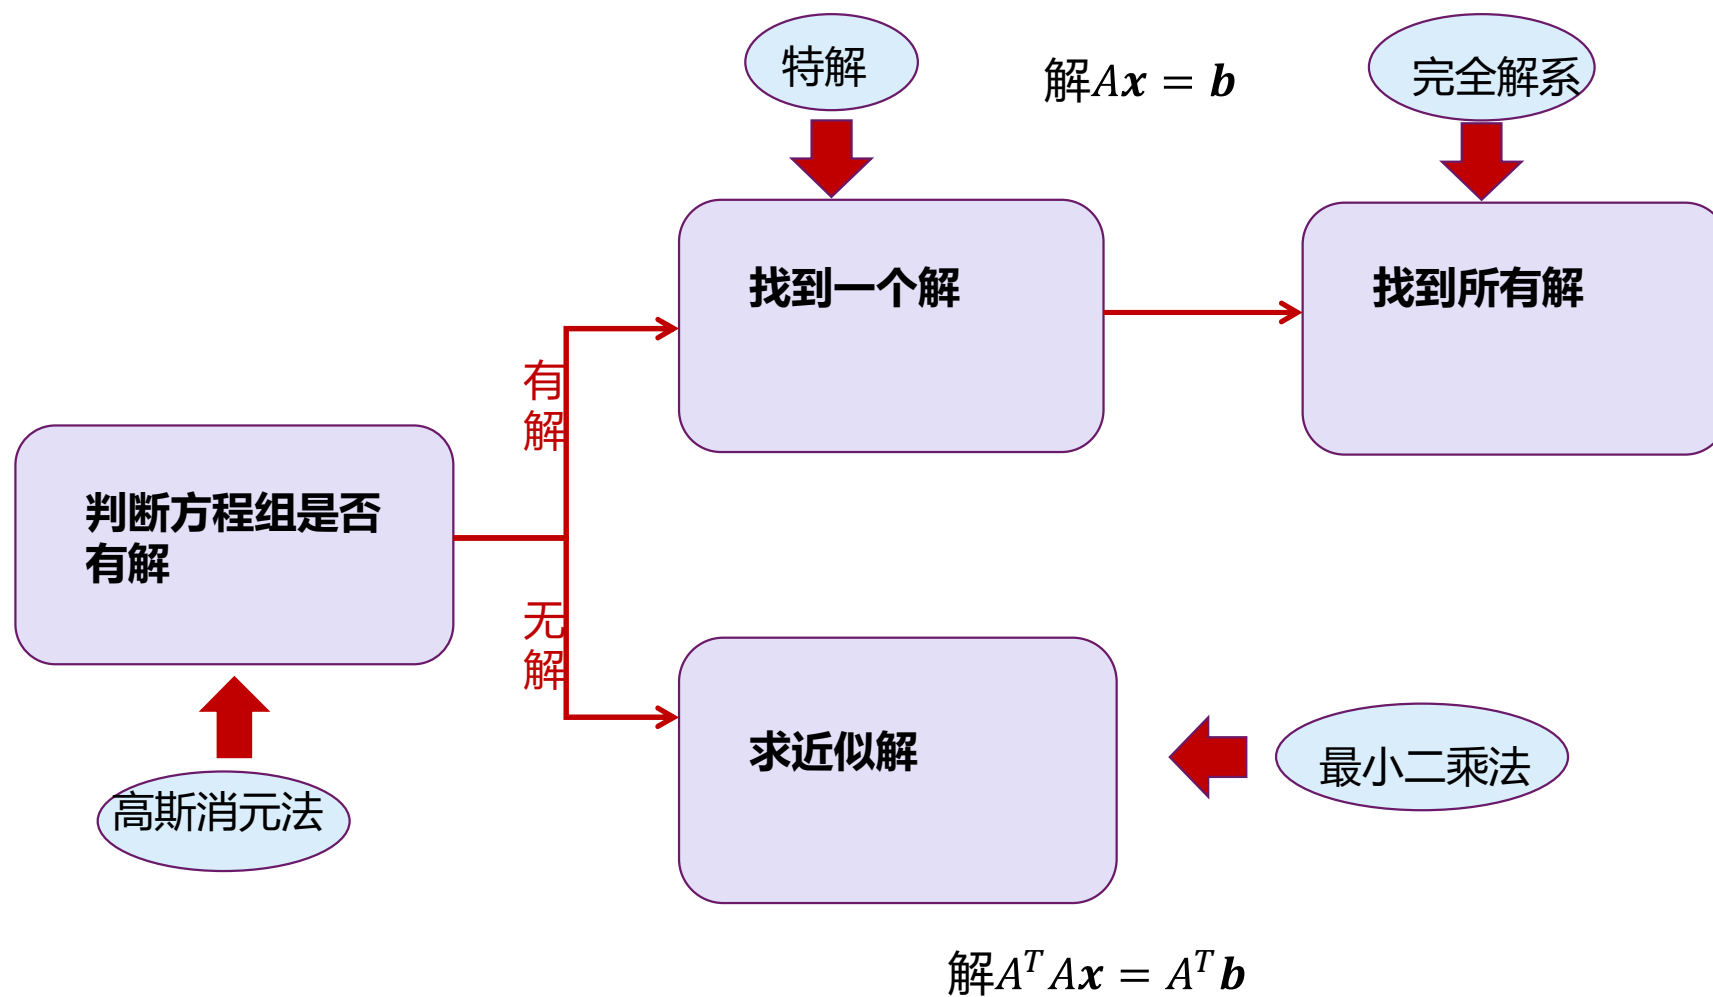 特解
解Ax = b
完全解系
找到一个解
找到所有解
有
解
判断方程组是否
有解
无
解
求近似解
最小二乘法
高斯消元法
解AᵀAx = Aᵀb